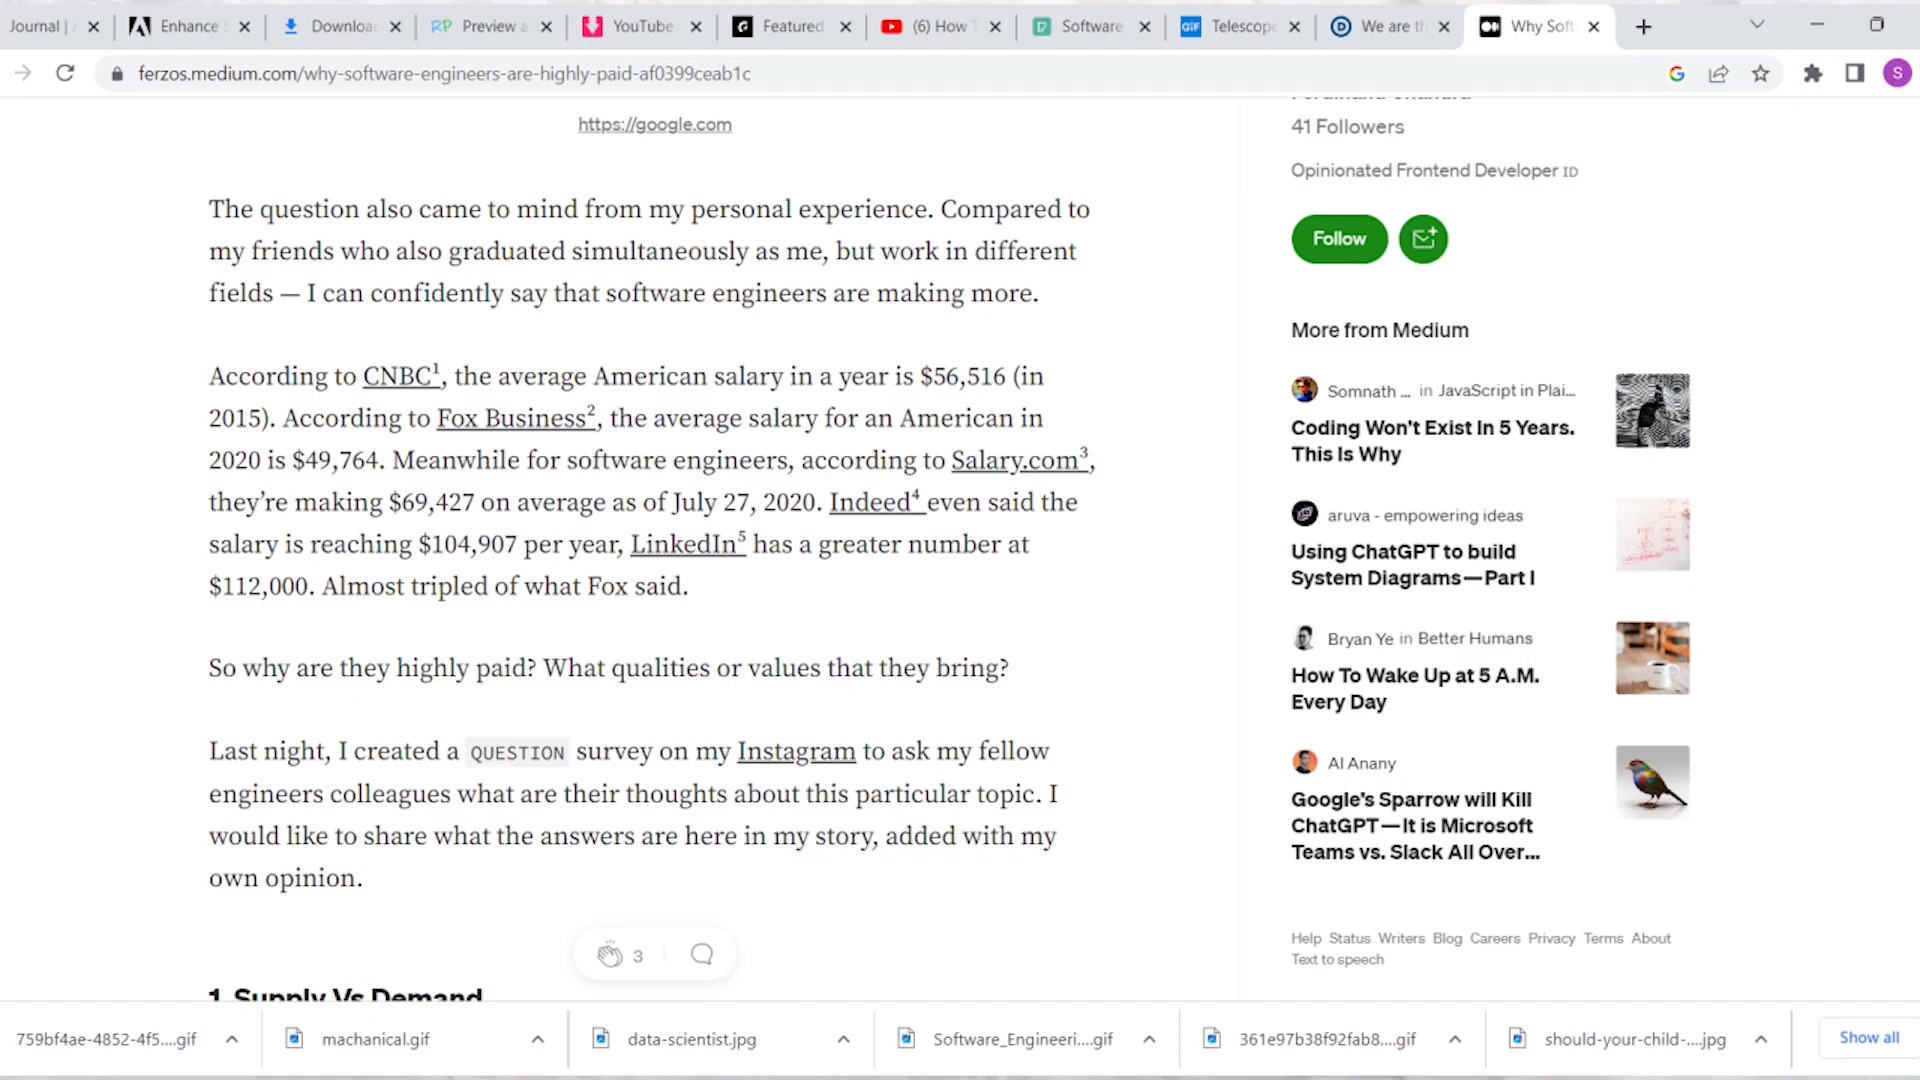 Journal | 
Enhance
Downloa
RP Preview a
YouTube
Featured
(6) How T
Software
GIF Telescope
We are th
Why Soft
ferzos.medium.com/why-software-engineers-are-highly-paid-af0399ceab1c
S
https://google.com
The question also came to mind from my personal experience. Compared to
my friends who also graduated simultaneously as me, but work in different
fields — I can confidently say that software engineers are making more.
According to CNBC¹, the average American salary in a year is $56,516 (in
2015). According to Fox Business², the average salary for an American in
2020 is $49,764. Meanwhile for software engineers, according to Salary.com³,
they’re making $69,427 on average as of July 27, 2020. Indeed⁴ even said the
salary is reaching $104,907 per year, LinkedIn⁵ has a greater number at
$112,000. Almost tripled of what Fox said.
So why are they highly paid? What qualities or values that they bring?
Last night, I created a QUESTION survey on my Instagram to ask my fellow
engineers colleagues what are their thoughts about this particular topic. I
would like to share what the answers are here in my story, added with my
own opinion.
3
1. Supply Vs Demand
41 Followers
Opinionated Frontend Developer ID
Follow
More from Medium
Somnath ... in JavaScript in Plai...
Coding Won't Exist In 5 Years.
This Is Why
aruva - empowering ideas
Using ChatGPT to build
System Diagrams — Part I
Bryan Ye in Better Humans
How To Wake Up at 5 A.M.
Every Day
Al Anany
Google’s Sparrow will Kill
ChatGPT — It is Microsoft
Teams vs. Slack All Over...
Help Status Writers Blog Careers Privacy Terms About
Text to speech
759bf4ae-4852-4f5....gif
machanical.gif
data-scientist.jpg
Software_Engineeri....gif
361e97b38f92fab8....gif
should-your-child-....jpg
Show all